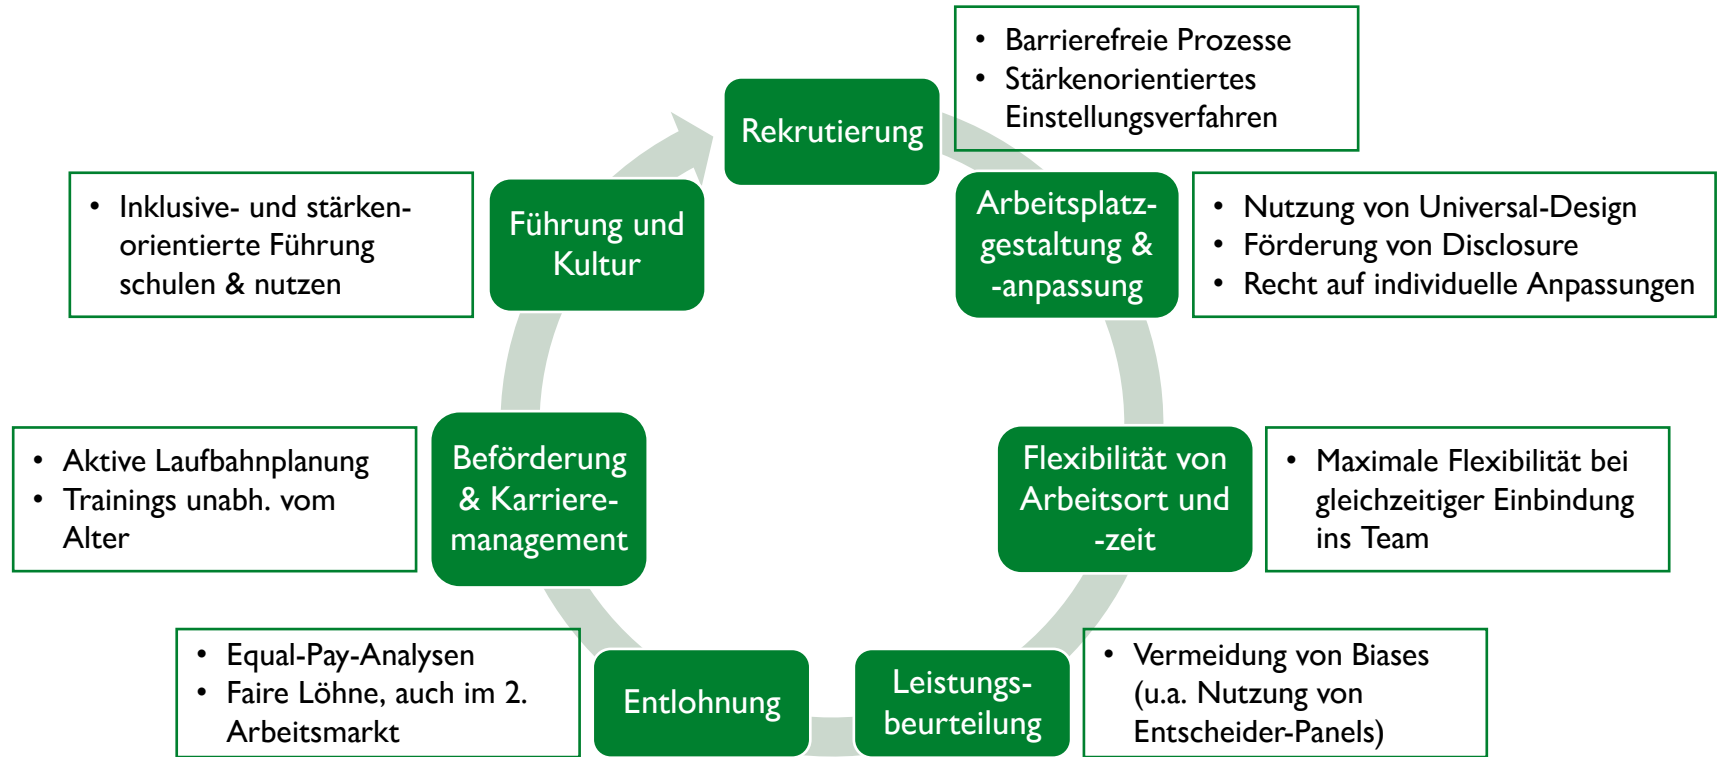 Rekrutierung
• Barrierefreie Prozesse
• Stärkenorientiertes
Einstellungsverfahren
Arbeitsplatz-
gestaltung &
-anpassung
• Nutzung von Universal-Design
• Förderung von Disclosure
• Recht auf individuelle Anpassungen
Flexibilität von
Arbeitsort und
-zeit
• Maximale Flexibilität bei
gleichzeitiger Einbindung
ins Team
Leistungs-
beurteilung
• Vermeidung von Biases
(u.a. Nutzung von
Entscheider-Panels)
Entlohnung
• Equal-Pay-Analysen
• Faire Löhne, auch im 2.
Arbeitsmarkt
Beförderung
& Karriere-
management
• Aktive Laufbahnplanung
• Trainings unabh. vom
Alter
Führung und
Kultur
• Inklusive- und stärken-
orientierte Führung
schulen & nutzen